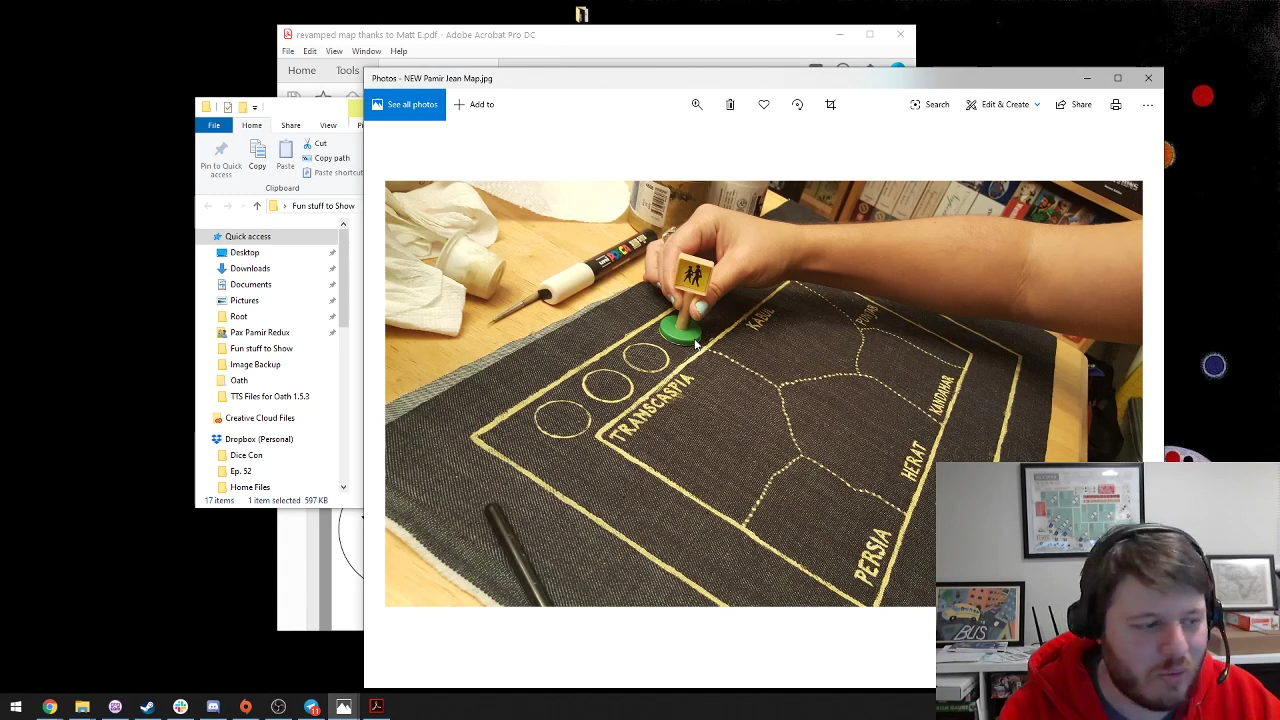 revamped map thanks to Matt E.pdf - Adobe Acrobat Pro DC
File Edit View Window Help
Home Tools
Photos - NEW Pamir Jean Map.jpg
See all photos
Add to
Search
Edit & Create
Share
File Home Share View
Pin to Quick access
Copy
Paste
Cut
Copy path
Paste shortcut
Clipboard
Fun stuff to Show
Quick access
Desktop
Downloads
Documents
Pictures
Root
Pax Pamir Redux
Fun stuff to Show
Image Backup
Oath
TTS Files for Oath 1.5.3
Creative Cloud Files
Dropbox (Personal)
Dice Con
Ep. 52
Home Files
17 items 1 item selected 597 KB
POSCA
KABUL
PUNJAB
TRANSCASPIA
KANDAHAR
HERAT
PERSIA
BUS
11